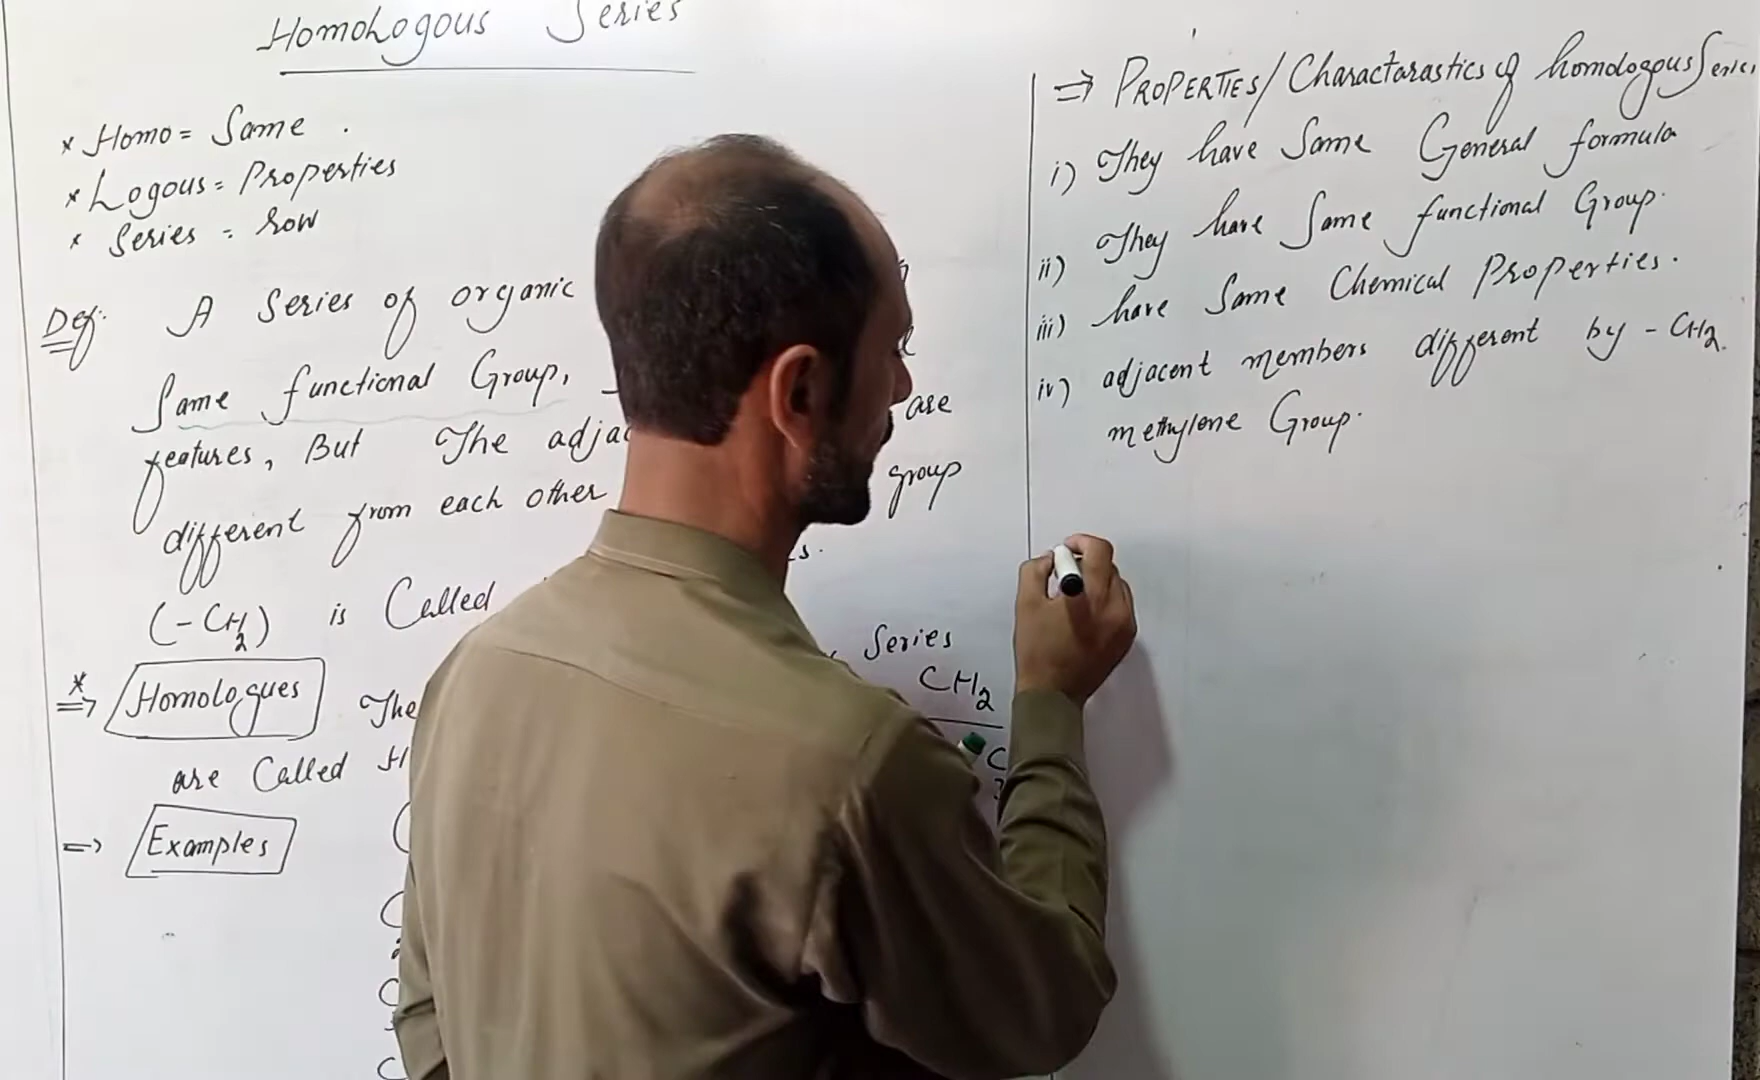 Homologous Series
* Homo = Same .
* Logous = Properties
* Series = row
Def: A Series of organic
Same functional Group,
features, But The adjac are
different from each other group
(-CH2) is Called
Series
* ⇒ Homologues The
CH2
are Called H
⇒ Examples
⇒ PROPERTIES/Charactarastics of homologous Series
i) They have Same General formula
ii) They have Same functional Group.
iii) have Same Chemical Properties.
iv) adjacent members different by -CH2.
methylene Group.